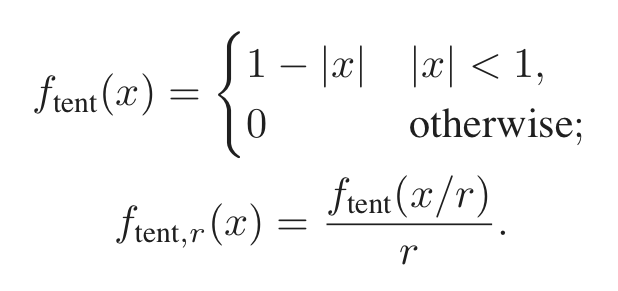 f_tent(x) = { 1 − |x|   |x| < 1,
0   otherwise;
f_tent,r(x) = f_tent(x/r) / r .